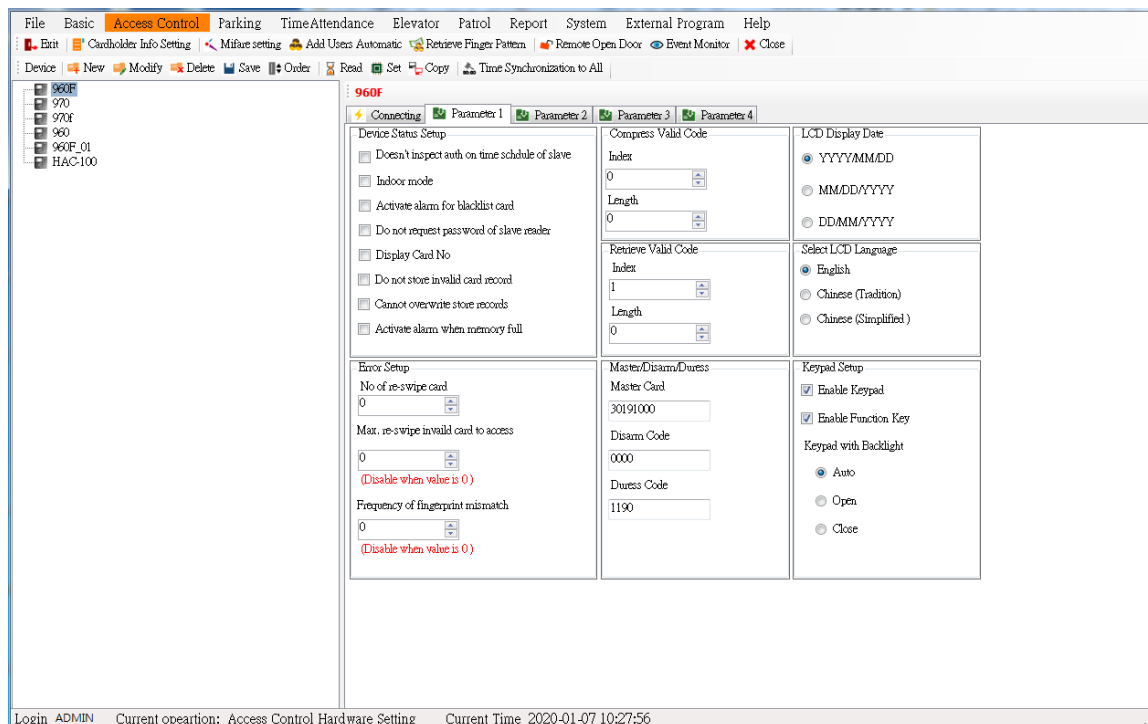 File Basic Access Control Parking TimeAttendance Elevator Patrol Report System External Program Help
Exit Cardholder Info Setting Mifare setting Add Users Automatic Retrieve Finger Pattern Remote Open Door Event Monitor Close
Device New Modify Delete Save Order Read Set Copy Time Synchronization to All
960F
970
970f
960
960F_01
HAC-100
960F
Connecting Parameter 1 Parameter 2 Parameter 3 Parameter 4
Device Status Setup
Doesn't inspect auth on time schdule of slave
Indoor mode
Activate alarm for blacklist card
Do not request password of slave reader
Display Card No
Do not store invalid card record
Cannot overwrite store records
Activate alarm when memory full
Compress Valid Code
Index
0
Length
0
LCD Display Date
YYYY/MM/DD
MM/DD/YYYY
DD/MM/YYYY
Retrieve Valid Code
Index
1
Length
0
Select LCD Language
English
Chinese (Tradition)
Chinese (Simplified )
Error Setup
No of re-swipe card
0
Max. re-swipe invaild card to access
0
(Disable when value is 0 )
Frequency of fingerprint mismatch
0
(Disable when value is 0 )
Master/Disarm/Duress
Master Card
30191000
Disarm Code
0000
Duress Code
1190
Keypad Setup
Enable Keypad
Enable Function Key
Keypad with Backlight
Auto
Open
Close
Login ADMIN Current opeartion: Access Control Hardware Setting Current Time 2020-01-07 10:27:56